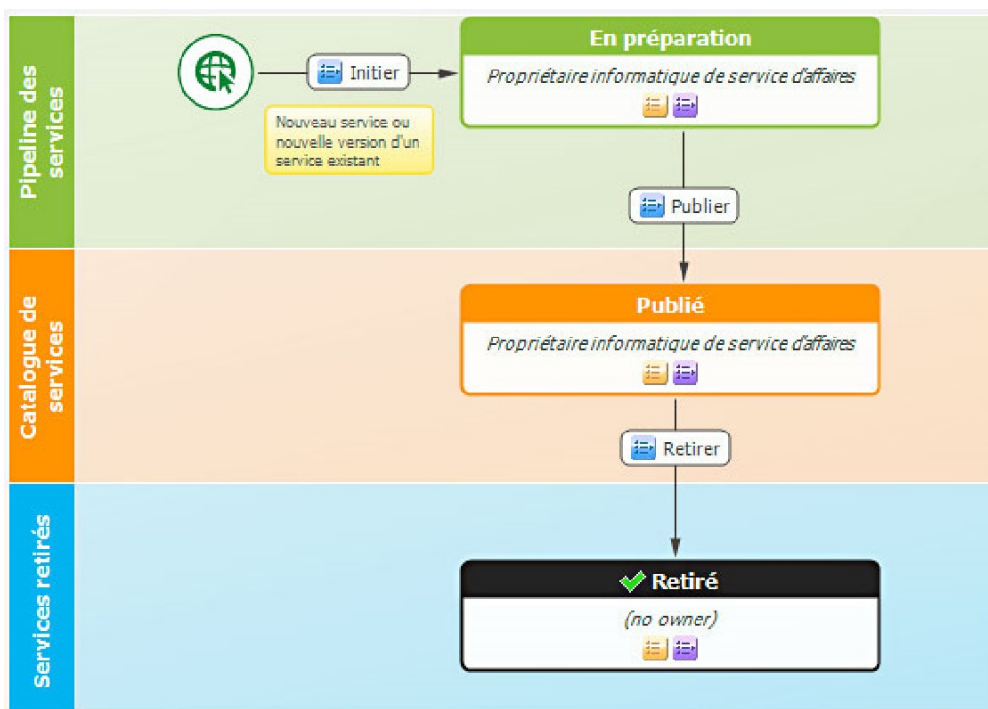 Pipeline des
services
Initier
Nouveau service ou
nouvelle version d'un
service existant
En préparation
Propriétaire informatique de service d'affaires
Publier
Catalogue de
services
Publié
Propriétaire informatique de service d'affaires
Retirer
Services retirés
Retiré
(no owner)